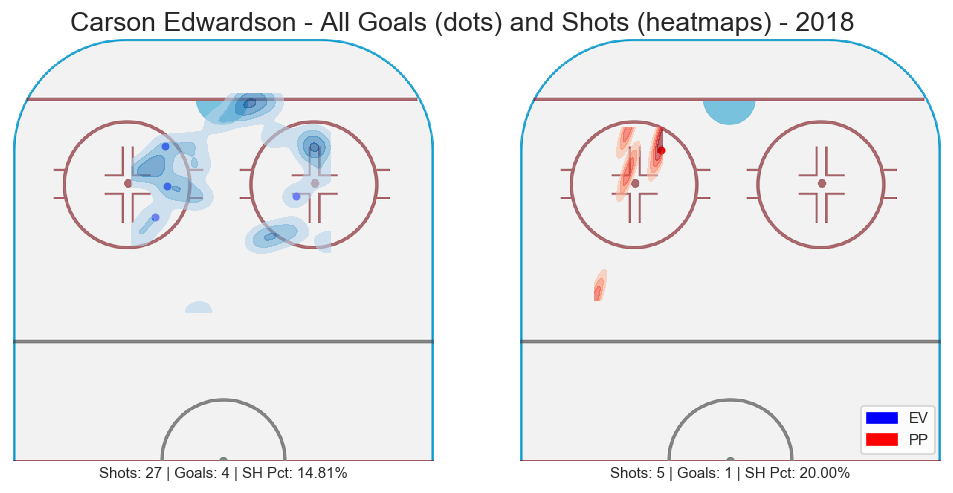 Carson Edwardson - All Goals (dots) and Shots (heatmaps) - 2018
EV
PP
Shots: 27 | Goals: 4 | SH Pct: 14.81%
Shots: 5 | Goals: 1 | SH Pct: 20.00%